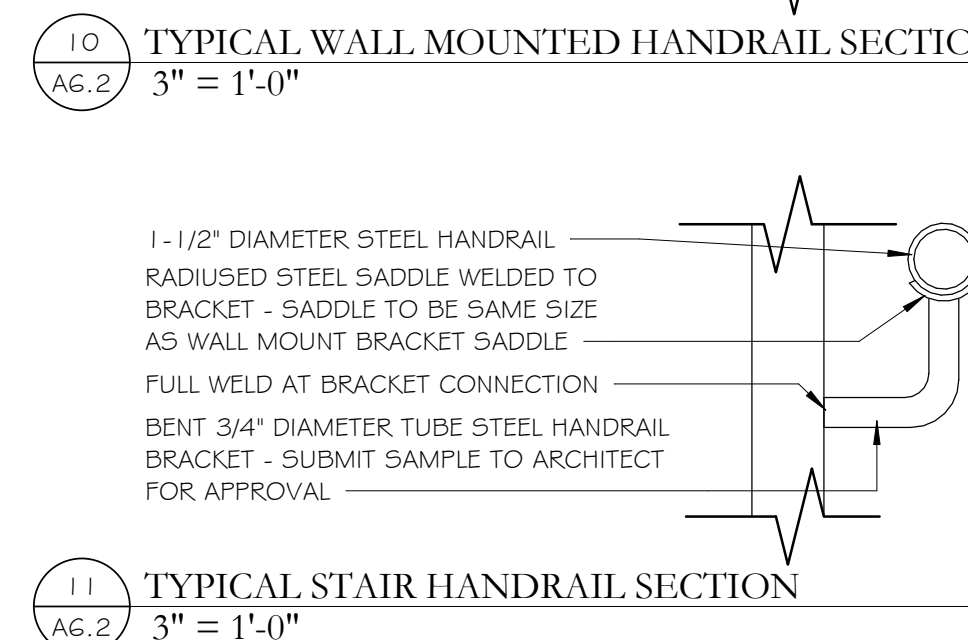 10 TYPICAL WALL MOUNTED HANDRAIL SECTIO
A6.2 3" = 1'-0"
1-1/2" DIAMETER STEEL HANDRAIL
RADIUSED STEEL SADDLE WELDED TO
BRACKET - SADDLE TO BE SAME SIZE
AS WALL MOUNT BRACKET SADDLE
FULL WELD AT BRACKET CONNECTION
BENT 3/4" DIAMETER TUBE STEEL HANDRAIL
BRACKET - SUBMIT SAMPLE TO ARCHITECT
FOR APPROVAL
11 TYPICAL STAIR HANDRAIL SECTION
A6.2 3" = 1'-0"